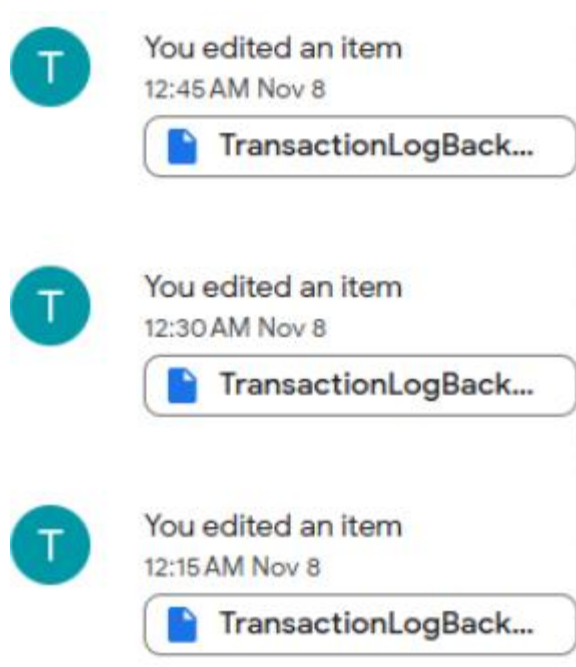 T
You edited an item
12:45 AM Nov 8
TransactionLogBack...
T
You edited an item
12:30 AM Nov 8
TransactionLogBack...
T
You edited an item
12:15 AM Nov 8
TransactionLogBack...